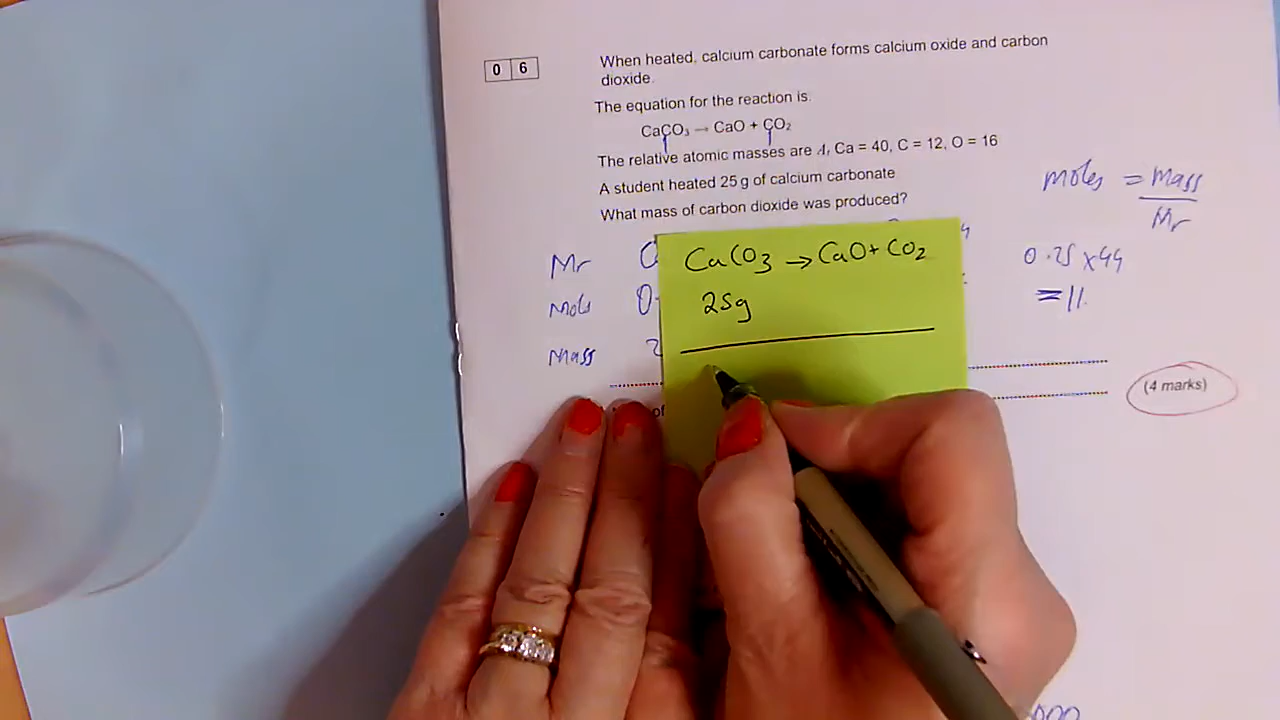 0 6
When heated, calcium carbonate forms calcium oxide and carbon
dioxide.
The equation for the reaction is:
CaCO₃ → CaO + CO₂
The relative atomic masses are Aᵣ Ca = 40, C = 12, O = 16
A student heated 25 g of calcium carbonate
What mass of carbon dioxide was produced?
moles = mass
Mr
CaCO₃ → CaO + CO₂
25g
Mr
Mols
Mass
0.25 x 44
= 11
(4 marks)